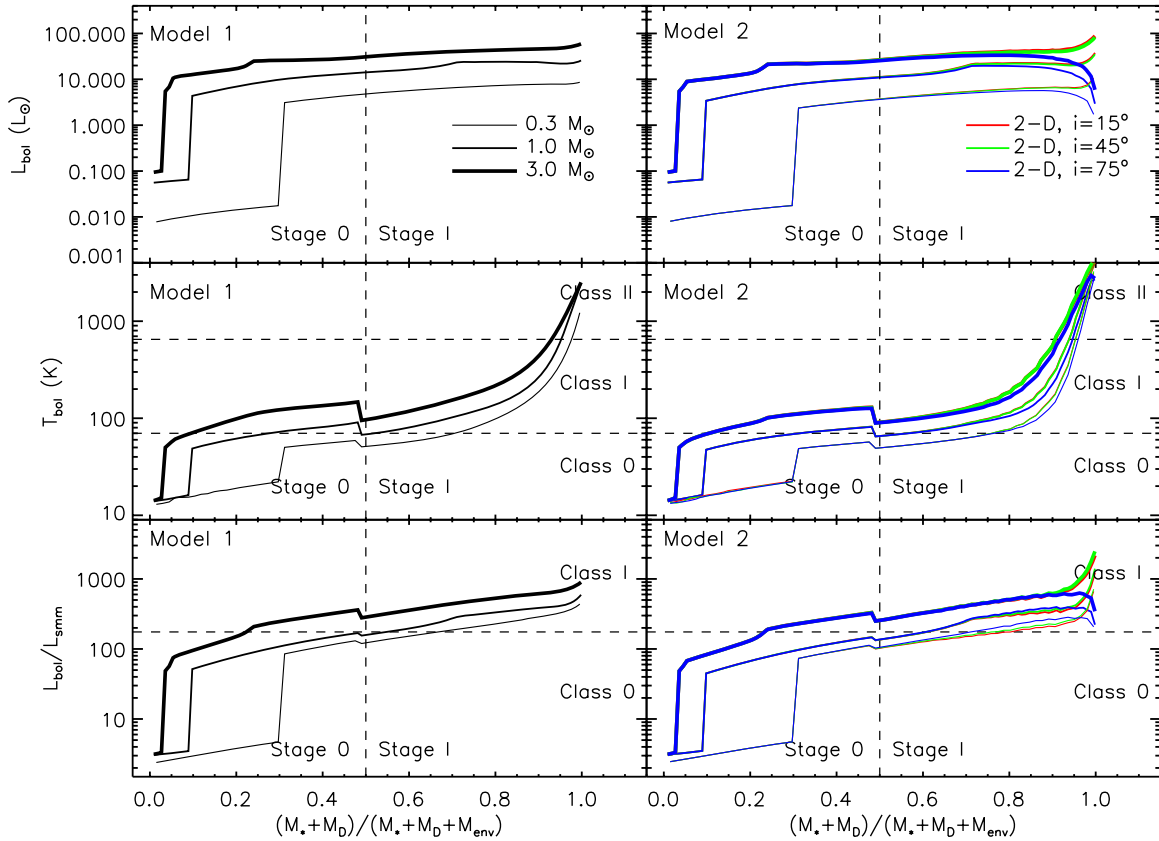 Model 1
Model 2
100.000
10.000
1.000
0.100
0.010
0.001
L_bol (L_⊙)
0.3 M_⊙
1.0 M_⊙
3.0 M_⊙
2-D, i=15°
2-D, i=45°
2-D, i=75°
Stage 0 Stage I
Stage 0 Stage I
Model 1
Class II
Model 2
Class II
1000
100
10
T_bol (K)
Class I
Class I
Class 0
Class 0
Stage 0 Stage I
Stage 0 Stage I
Model 1
Class I
Model 2
Class I
1000
100
10
L_bol/L_smm
Class 0
Class 0
Stage 0 Stage I
Stage 0 Stage I
0.0 0.2 0.4 0.6 0.8 1.0
0.0 0.2 0.4 0.6 0.8 1.0
(M_*+M_D)/(M_*+M_D+M_env)
(M_*+M_D)/(M_*+M_D+M_env)